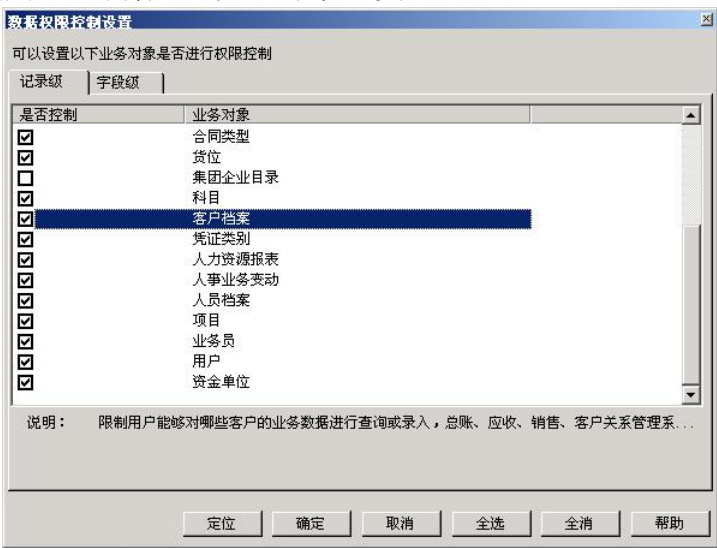 数据权限控制设置
可以设置以下业务对象是否进行权限控制
记录级 字段级
是否控制 业务对象
合同类型
货位
集团企业目录
科目
客户档案
凭证类别
人力资源报表
人事业务变动
人员档案
项目
业务员
用户
资金单位
说明： 限制用户能够对哪些客户的业务数据进行查询或录入，总账、应收、销售、客户关系管理系...
定位 确定 取消 全选 全消 帮助